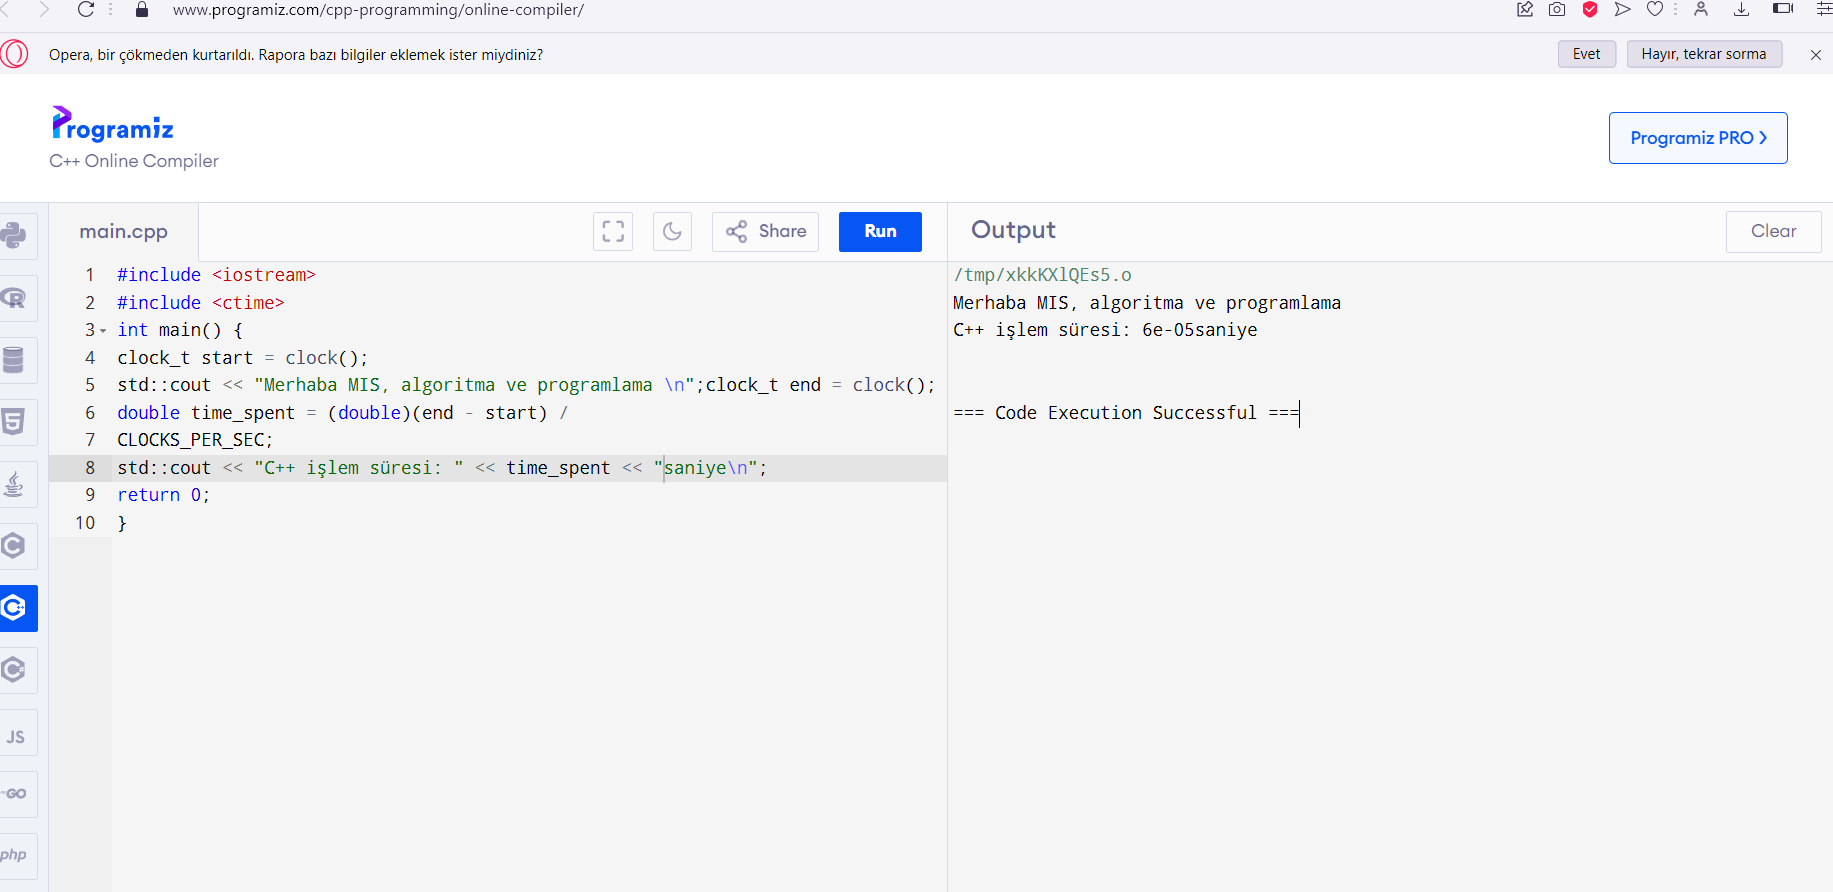 www.programiz.com/cpp-programming/online-compiler/
Opera, bir çökmeden kurtarıldı. Rapora bazı bilgiler eklemek ister miydiniz?
Evet
Hayır, tekrar sorma
Programiz
C++ Online Compiler
Programiz PRO
main.cpp
Share
Run
Output
Clear
1 #include <iostream>
2 #include <ctime>
3 int main() {
4 clock_t start = clock();
5 std::cout << "Merhaba MIS, algoritma ve programlama \n";clock_t end = clock();
6 double time_spent = (double)(end - start) /
7 CLOCKS_PER_SEC;
8 std::cout << "C++ işlem süresi: " << time_spent << "saniye\n";
9 return 0;
10 }
/tmp/xkkKXlQEs5.o
Merhaba MIS, algoritma ve programlama
C++ işlem süresi: 6e-05saniye
=== Code Execution Successful ===
R
5
C
C++
C#
JS
GO
php